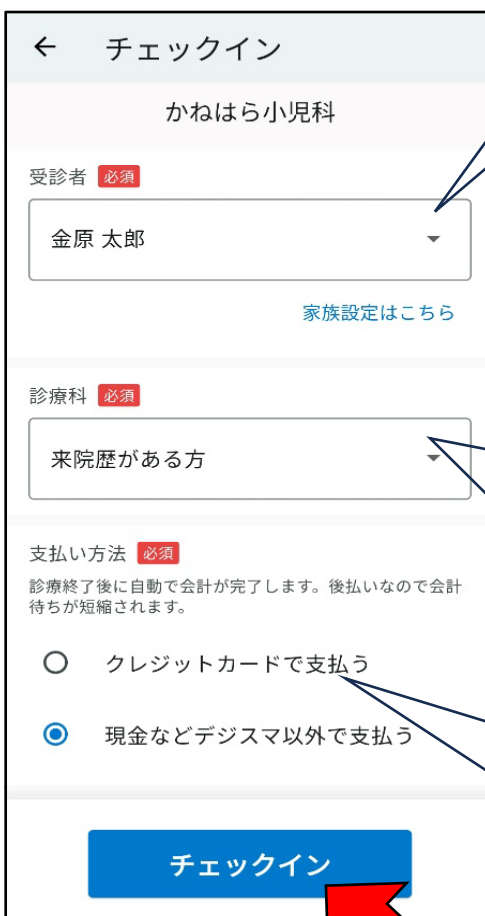 ← チェックイン
かねはら小児科
受診者 必須
金原 太郎
家族設定はこちら
診療科 必須
来院歴がある方
支払い方法 必須
診療終了後に自動で会計が完了します。後払いなので会計
待ちが短縮されます。
クレジットカードで支払う
現金などデジスマ以外で支払う
チェックイン